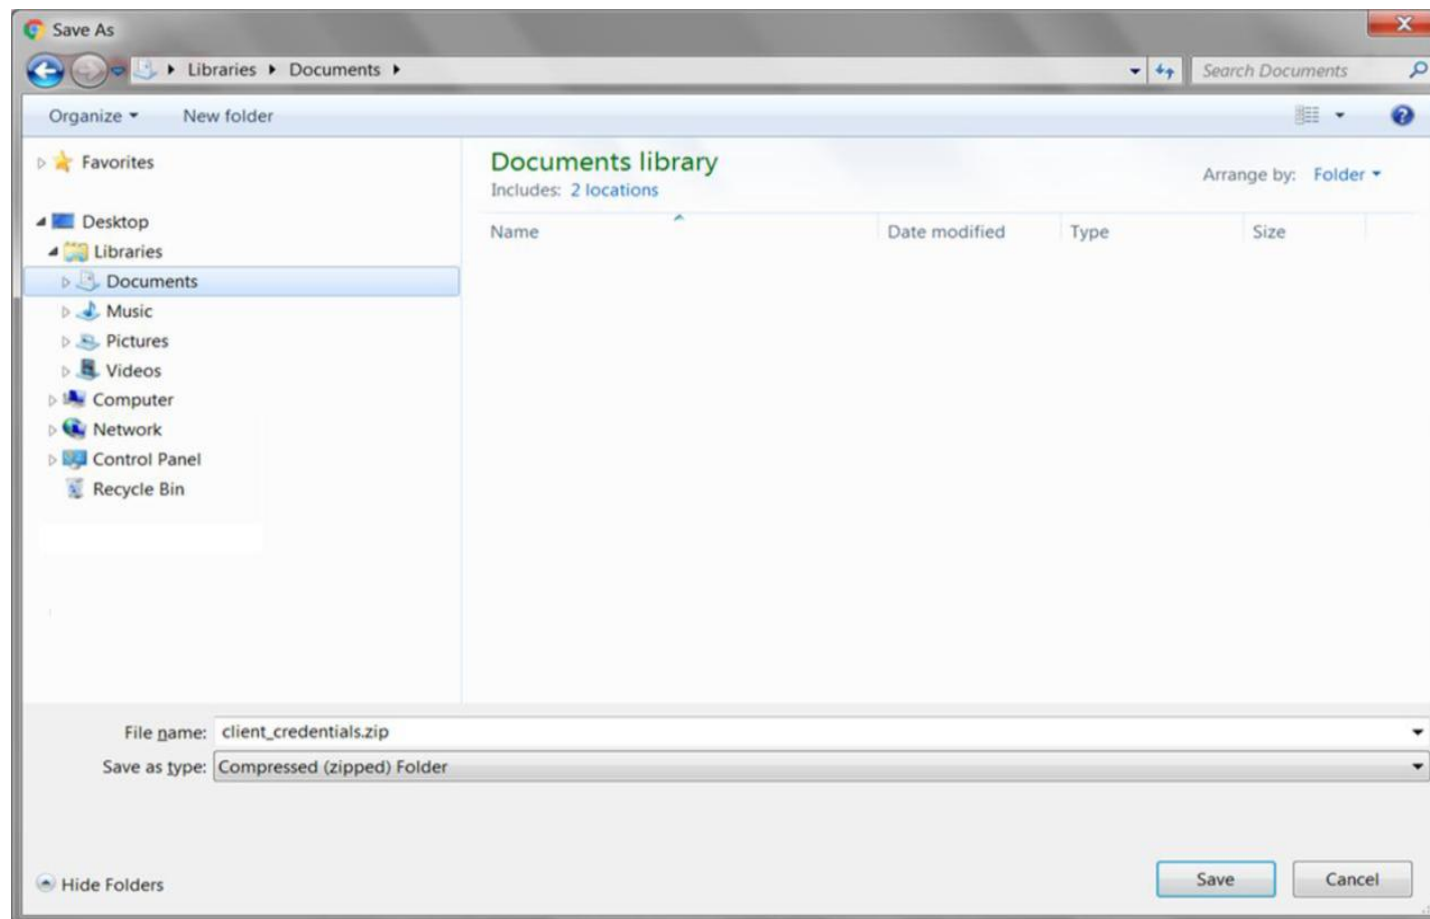 Save As
Libraries Documents
Search Documents
Organize New folder
Favorites
Desktop
Libraries
Documents
Music
Pictures
Videos
Computer
Network
Control Panel
Recycle Bin
Documents library
Includes: 2 locations
Arrange by: Folder
Name Date modified Type Size
File name: client_credentials.zip
Save as type: Compressed (zipped) Folder
Hide Folders
Save Cancel